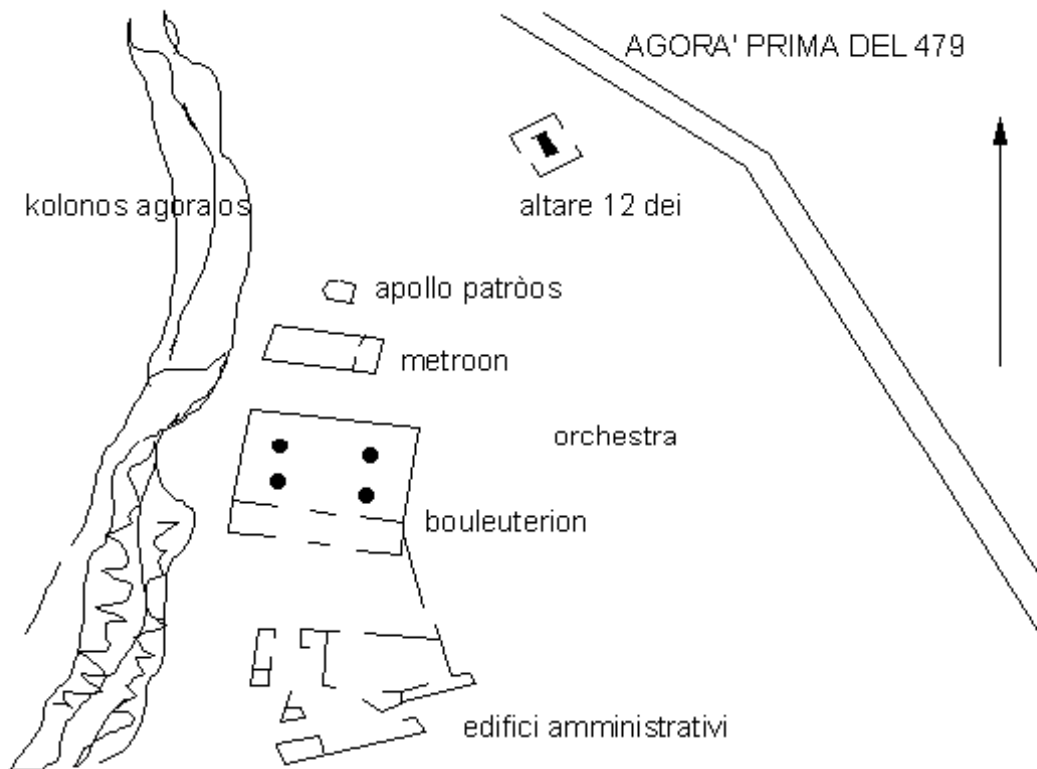 AGORA' PRIMA DEL 479
kolonos agoraios
altare 12 dei
apollo patròos
metroon
orchestra
bouleuterion
edifici amministrativi